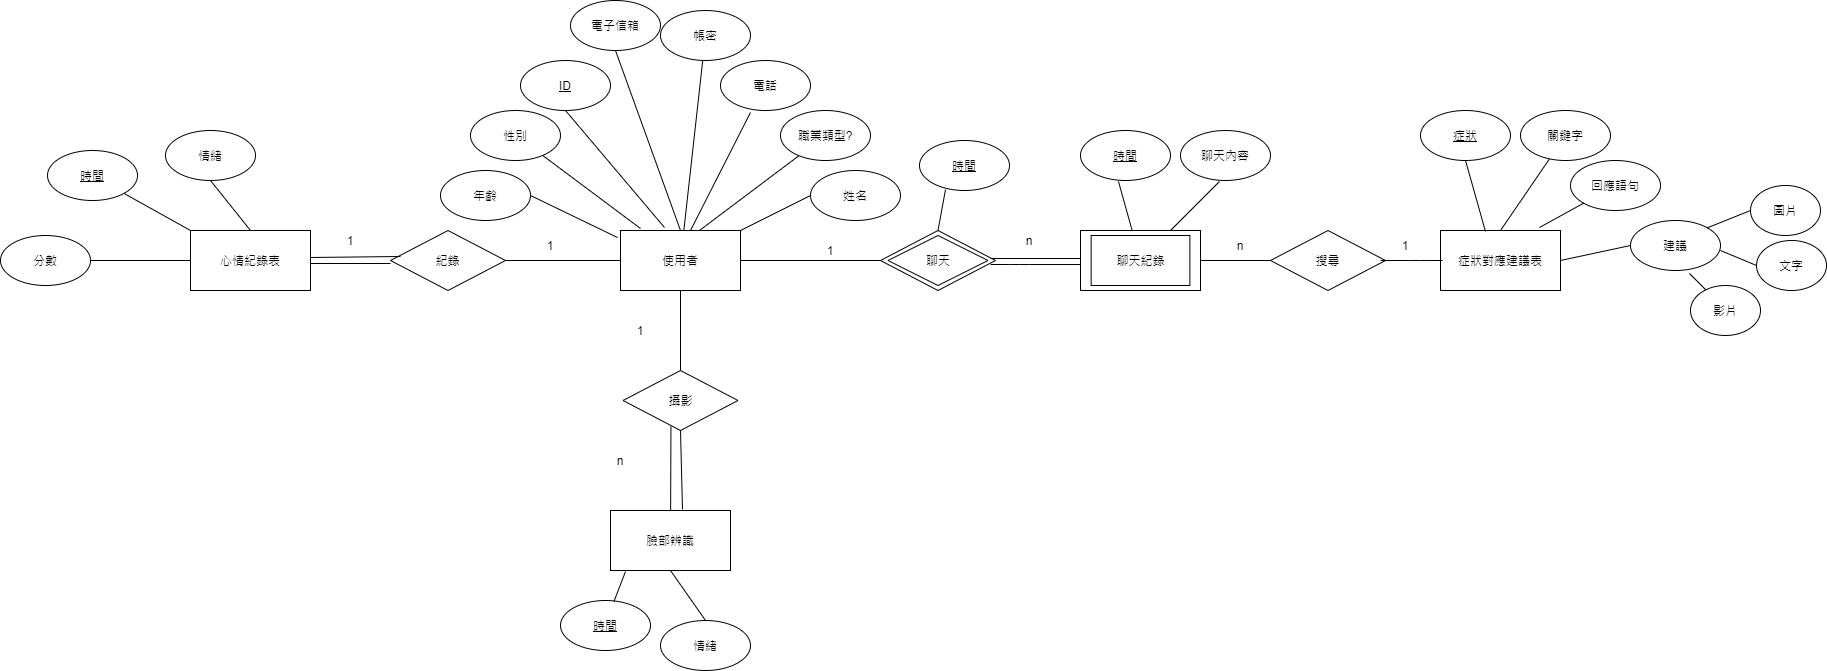 電子信箱
帳密
ID
電話
性別
職業類型?
年齡
姓名
時間
情緒
分數
心情紀錄表
1
紀錄
1
使用者
1
時間
聊天
n
時間
聊天內容
聊天紀錄
n
搜尋
1
症狀
關鍵字
回應語句
症狀對應建議表
建議
圖片
文字
影片
1
攝影
n
臉部辨識
時間
情緒